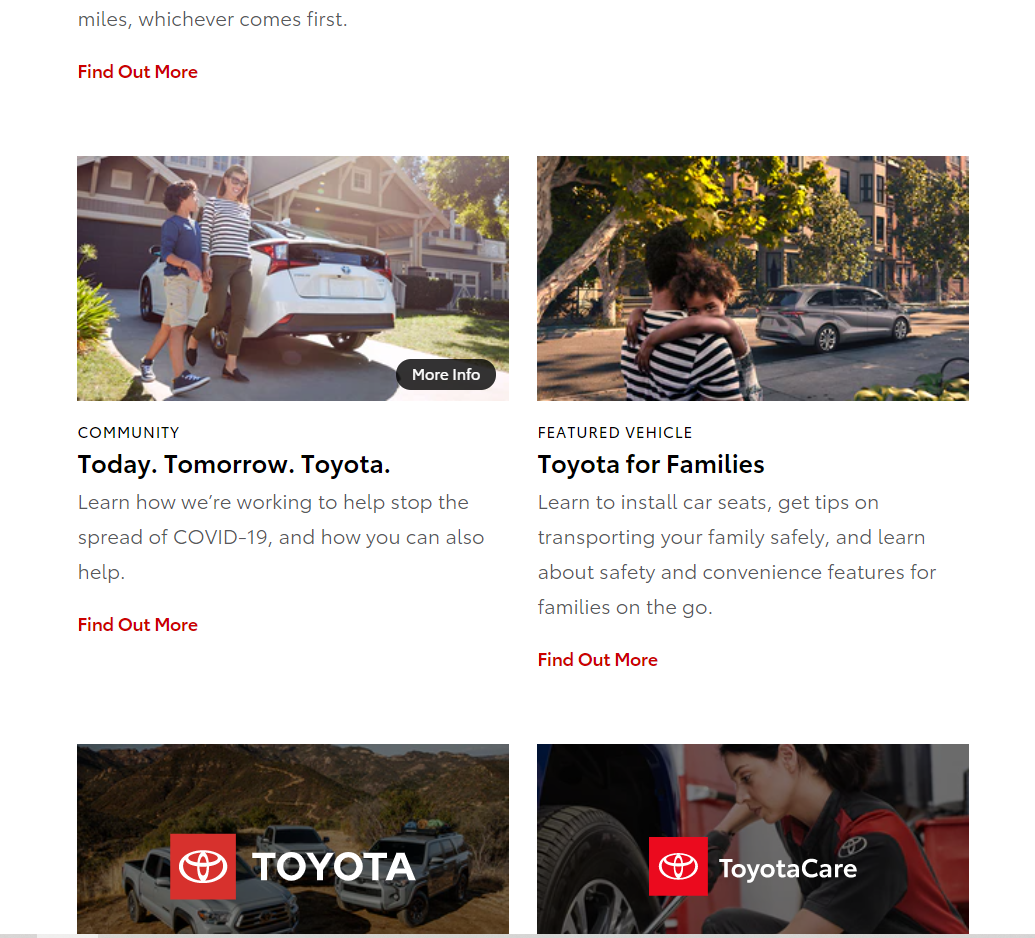 miles, whichever comes first.
Find Out More
More Info
COMMUNITY
Today. Tomorrow. Toyota.
Learn how we’re working to help stop the
spread of COVID-19, and how you can also
help.
Find Out More
FEATURED VEHICLE
Toyota for Families
Learn to install car seats, get tips on
transporting your family safely, and learn
about safety and convenience features for
families on the go.
Find Out More
TOYOTA
ToyotaCare